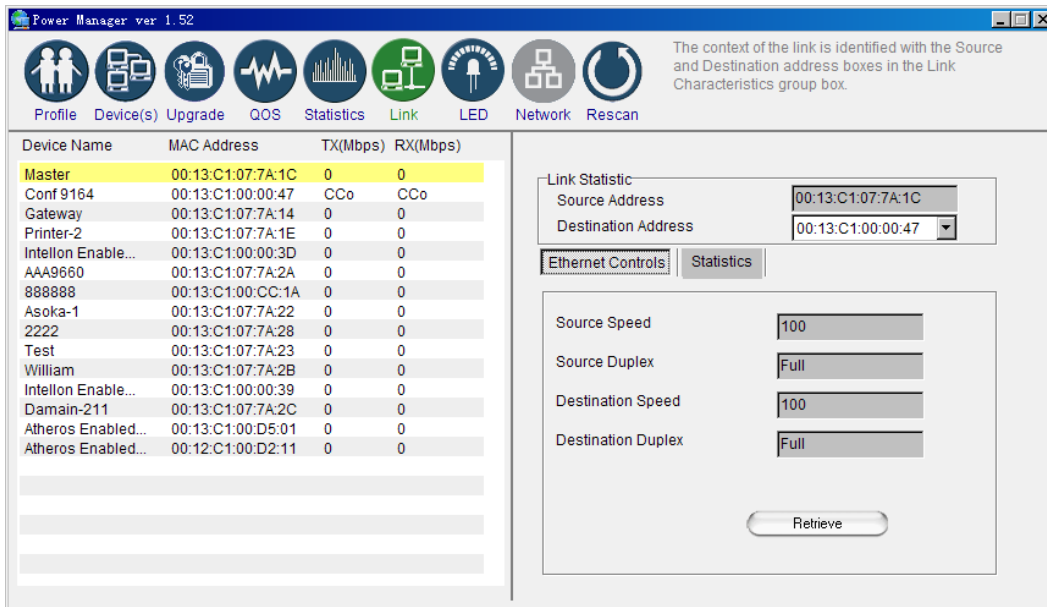 Power Manager ver 1.52
The context of the link is identified with the Source
and Destination address boxes in the Link
Characteristics group box.
Profile Device(s) Upgrade QOS Statistics Link LED Network Rescan
Device Name MAC Address TX(Mbps) RX(Mbps)
Master 00:13:C1:07:7A:1C 0 0
Conf 9164 00:13:C1:00:00:47 CCo CCo
Gateway 00:13:C1:07:7A:14 0 0
Printer-2 00:13:C1:07:7A:1E 0 0
Intellon Enable... 00:13:C1:00:00:3D 0 0
AAA9660 00:13:C1:07:7A:2A 0 0
888888 00:13:C1:00:CC:1A 0 0
Asoka-1 00:13:C1:07:7A:22 0 0
2222 00:13:C1:07:7A:28 0 0
Test 00:13:C1:07:7A:23 0 0
William 00:13:C1:07:7A:2B 0 0
Intellon Enable... 00:13:C1:00:00:39 0 0
Damain-211 00:13:C1:07:7A:2C 0 0
Atheros Enabled... 00:13:C1:00:D5:01 0 0
Atheros Enabled... 00:12:C1:00:D2:11 0 0
Link Statistic
Source Address 00:13:C1:07:7A:1C
Destination Address 00:13:C1:00:00:47
Ethernet Controls Statistics
Source Speed 100
Source Duplex Full
Destination Speed 100
Destination Duplex Full
Retrieve